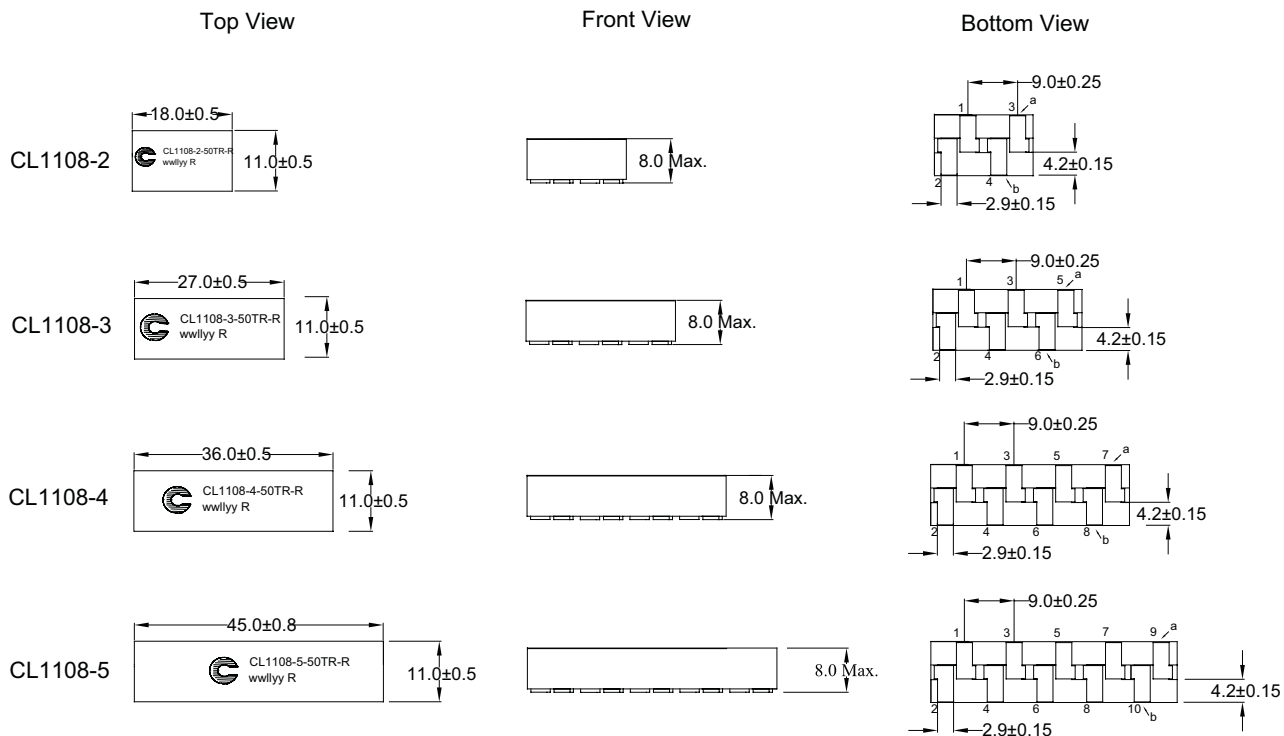 Top View
Front View
Bottom View
CL1108-2
18.0±0.5
CL1108-2-50TR-R
wwllyy R
11.0±0.5
8.0 Max.
9.0±0.25
1
3
a
2
4
b
4.2±0.15
2.9±0.15
CL1108-3
27.0±0.5
CL1108-3-50TR-R
wwllyy R
11.0±0.5
8.0 Max.
9.0±0.25
1
3
5
a
2
4
6
b
4.2±0.15
2.9±0.15
CL1108-4
36.0±0.5
CL1108-4-50TR-R
wwllyy R
11.0±0.5
8.0 Max.
9.0±0.25
1
3
5
7
a
2
4
6
8
b
4.2±0.15
2.9±0.15
CL1108-5
45.0±0.8
CL1108-5-50TR-R
wwllyy R
11.0±0.5
8.0 Max.
9.0±0.25
1
3
5
7
9
a
2
4
6
8
10
b
4.2±0.15
2.9±0.15